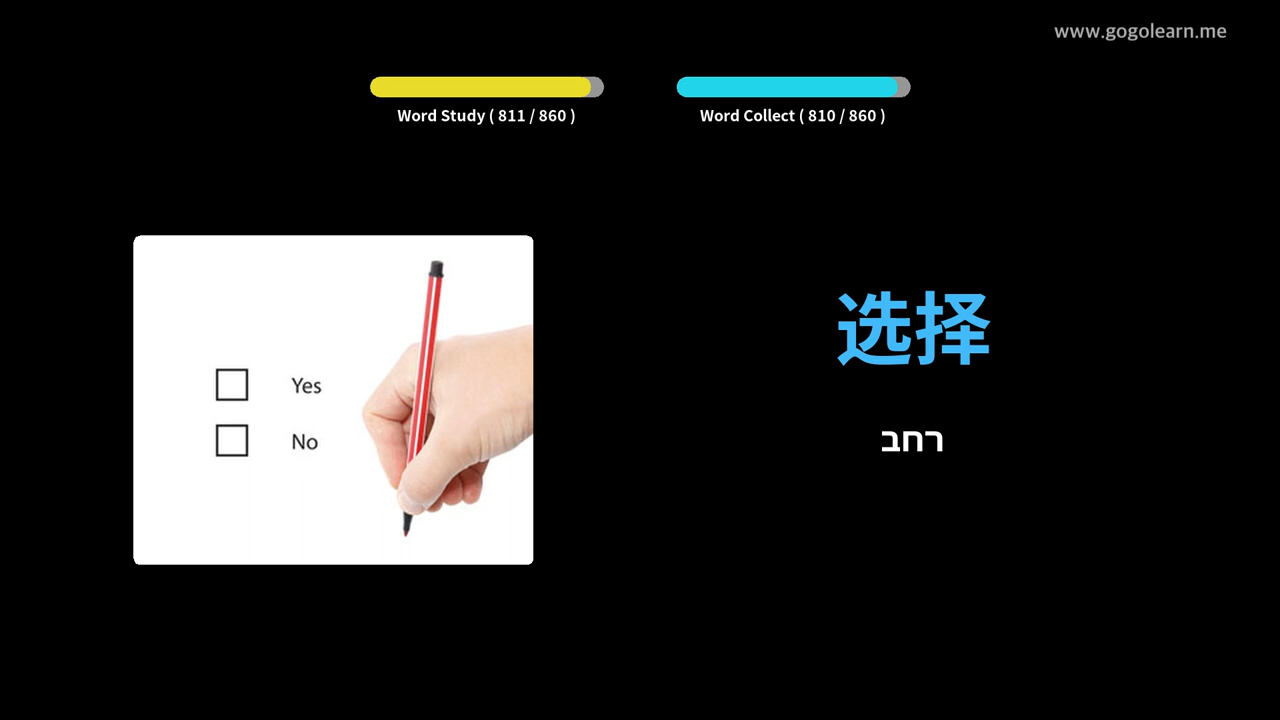 www.gogolearn.me
Word Study ( 811 / 860 )
Word Collect ( 810 / 860 )
Yes
No
选择
רחב